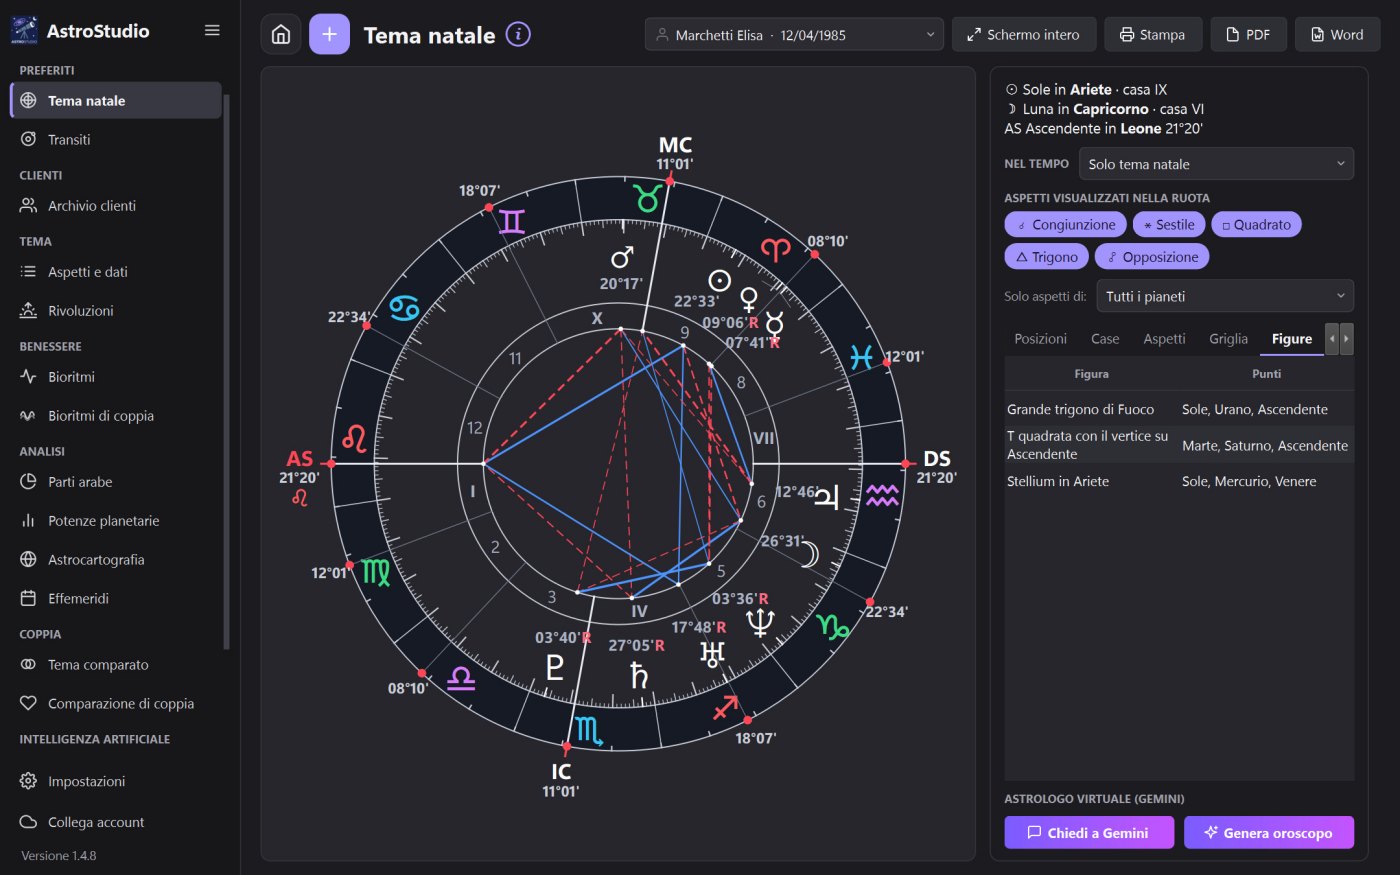 AstroStudio
PREFERITI
Tema natale
Transiti
CLIENTI
Archivio clienti
TEMA
Aspetti e dati
Rivoluzioni
BENESSERE
Bioritmi
Bioritmi di coppia
ANALISI
Parti arabe
Potenze planetarie
Astrocartografia
Effemeridi
COPPIA
Tema comparato
Comparazione di coppia
INTELLIGENZA ARTIFICIALE
Impostazioni
Collega account
Versione 1.4.8
Tema natale
Marchetti Elisa · 12/04/1985
Schermo intero
Stampa
PDF
Word
MC
11°01'
18°07'
08°10'
20°17'
22°33'
09°06'R
07°41'R
22°34'
12°01'
X
9
11
8
12
VII
AS
21°20'
DS
21°20'
I
6
12°46'
2
26°31'
12°01'
5
3
IV
03°36'R
22°34'
17°48'R
03°40'R
27°05'R
08°10'
18°07'
IC
11°01'
☉ Sole in Ariete · casa IX
☽ Luna in Capricorno · casa VI
AS Ascendente in Leone 21°20'
NEL TEMPO
Solo tema natale
ASPETTI VISUALIZZATI NELLA RUOTA
☌ Congiunzione
⚹ Sestile
□ Quadrato
△ Trigono
☍ Opposizione
Solo aspetti di:
Tutti i pianeti
Posizioni
Case
Aspetti
Griglia
Figure
Figura
Punti
Grande trigono di Fuoco
Sole, Urano, Ascendente
T quadrata con il vertice su
Ascendente
Marte, Saturno, Ascendente
Stellium in Ariete
Sole, Mercurio, Venere
ASTROLOGO VIRTUALE (GEMINI)
Chiedi a Gemini
Genera oroscopo